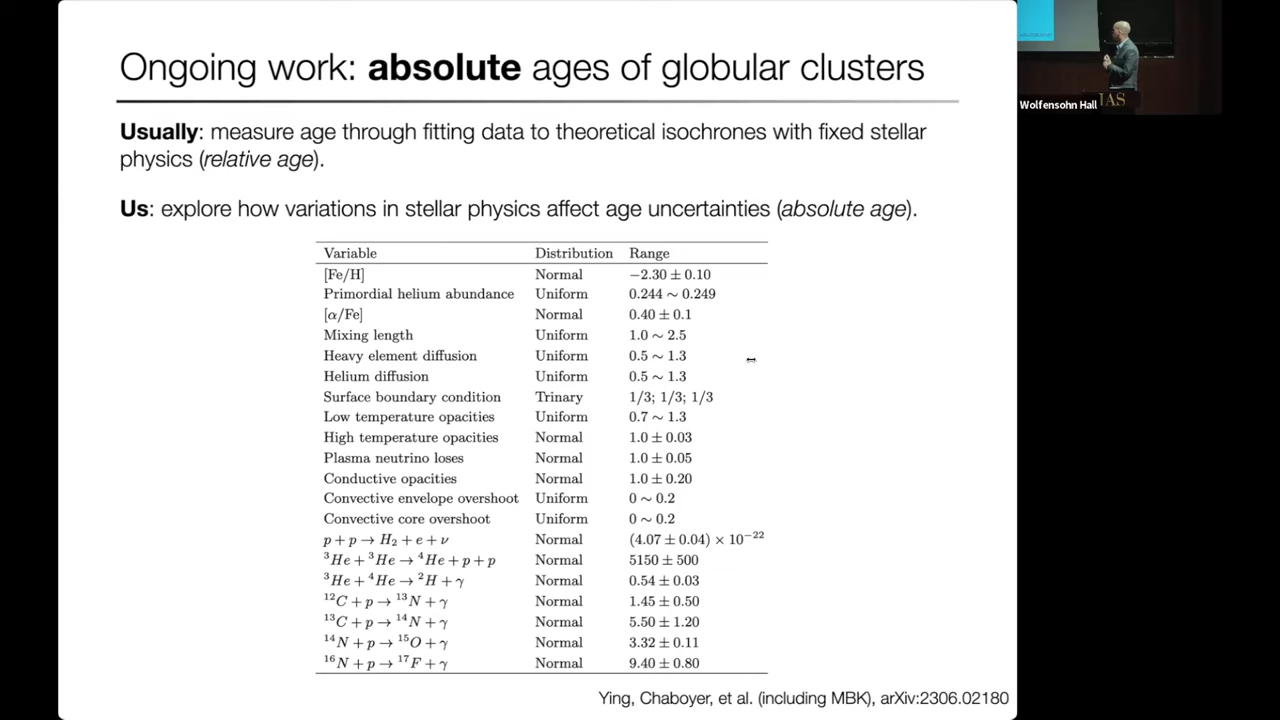 Ongoing work: absolute ages of globular clusters
Usually: measure age through fitting data to theoretical isochrones with fixed stellar
physics (relative age).
Us: explore how variations in stellar physics affect age uncertainties (absolute age).
Variable Distribution Range
[Fe/H] Normal −2.30 ± 0.10
Primordial helium abundance Uniform 0.244 ∼ 0.249
[α/Fe] Normal 0.40 ± 0.1
Mixing length Uniform 1.0 ∼ 2.5
Heavy element diffusion Uniform 0.5 ∼ 1.3
Helium diffusion Uniform 0.5 ∼ 1.3
Surface boundary condition Trinary 1/3; 1/3; 1/3
Low temperature opacities Uniform 0.7 ∼ 1.3
High temperature opacities Normal 1.0 ± 0.03
Plasma neutrino loses Normal 1.0 ± 0.05
Conductive opacities Normal 1.0 ± 0.20
Convective envelope overshoot Uniform 0 ∼ 0.2
Convective core overshoot Uniform 0 ∼ 0.2
p + p → H₂ + e + ν Normal (4.07 ± 0.04) × 10⁻²²
³He + ³He → ⁴He + p + p Normal 5150 ± 500
³He + ⁴He → ²H + γ Normal 0.54 ± 0.03
¹²C + p → ¹³N + γ Normal 1.45 ± 0.50
¹³C + p → ¹⁴N + γ Normal 5.50 ± 1.20
¹⁴N + p → ¹⁵O + γ Normal 3.32 ± 0.11
¹⁶N + p → ¹⁷F + γ Normal 9.40 ± 0.80
Ying, Chaboyer, et al. (including MBK), arXiv:2306.02180
Wolfensohn Hall
IAS